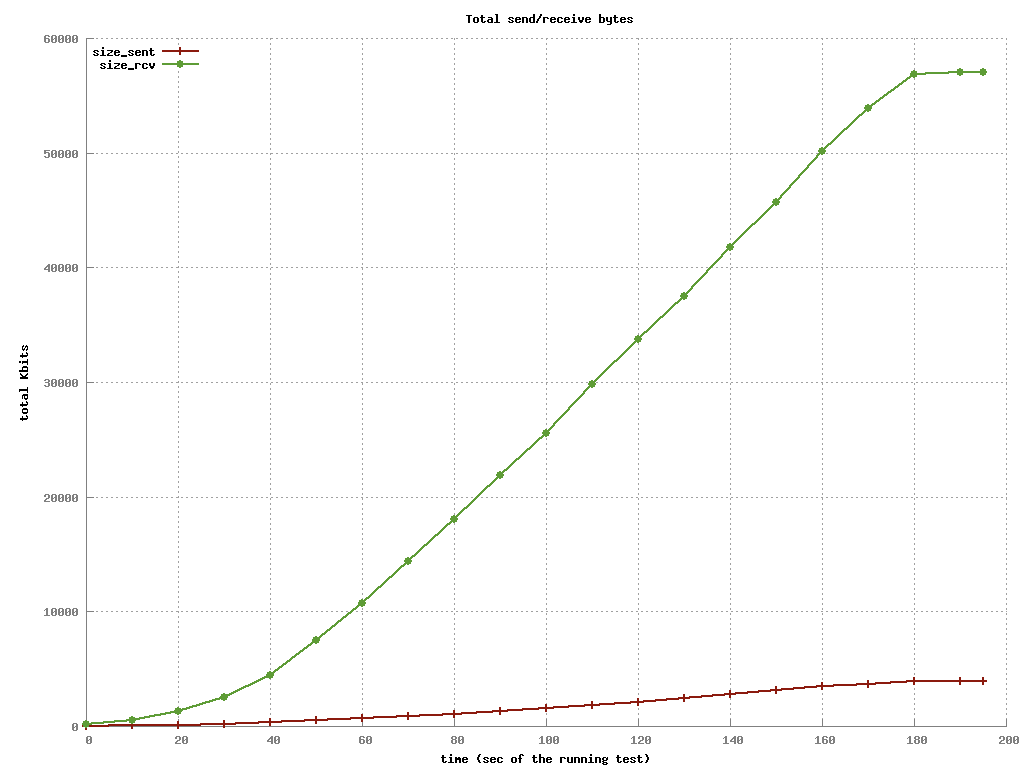 Total send/receive bytes
size_sent
size_rcv
60000
50000
40000
30000
20000
10000
0
total Kbits
0 20 40 60 80 100 120 140 160 180 200
time (sec of the running test)